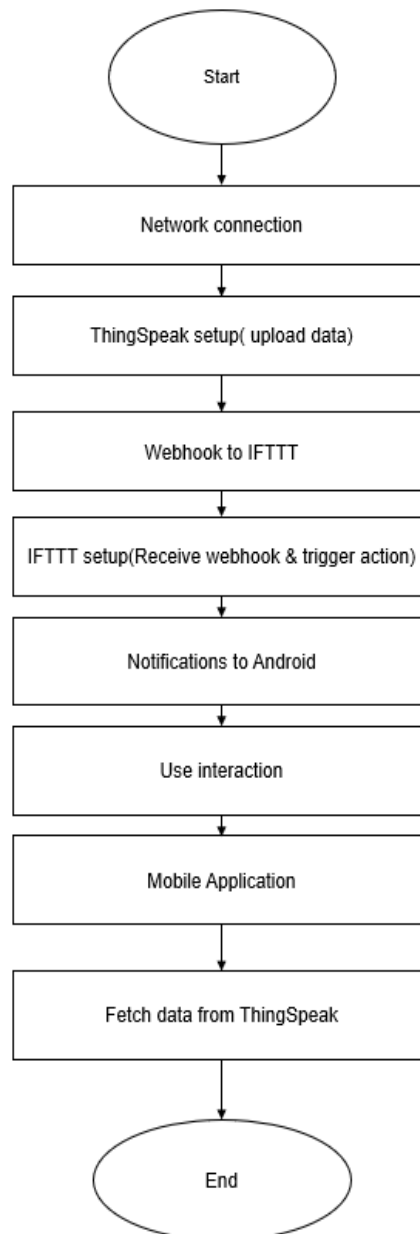 Start
Network connection
ThingSpeak setup( upload data)
Webhook to IFTTT
IFTTT setup(Receive webhook & trigger action)
Notifications to Android
Use interaction
Mobile Application
Fetch data from ThingSpeak
End